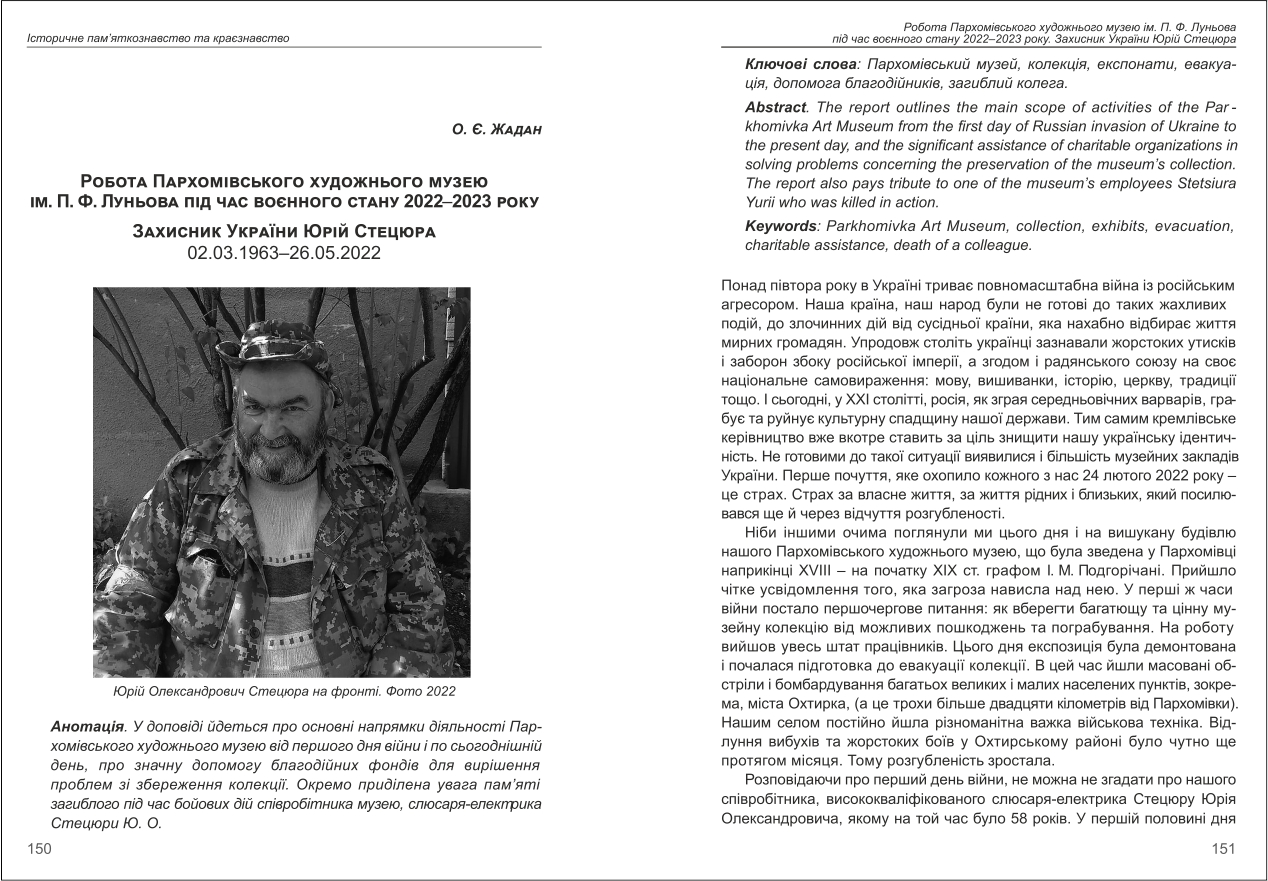 Історичне пам’яткознавство та краєзнавство
О. Є. Жадан
Робота Пархомівського художнього музею
ім. П. Ф. Луньова під час воєнного стану 2022–2023 року
Захисник України Юрій Стецюра
02.03.1963–26.05.2022
Юрій Олександрович Стецюра на фронті. Фото 2022
Анотація. У доповіді йдеться про основні напрямки діяльності Пар-
хомівського художнього музею від першого дня війни і по сьогоднішній
день, про значну допомогу благодійних фондів для вирішення
проблем зі збереження колекції. Окремо приділена увага пам’яті
загиблого під час бойових дій співробітника музею, слюсаря-електрика
Стецюри Ю. О.
150
Робота Пархомівського художнього музею ім. П. Ф. Луньова
під час воєнного стану 2022–2023 року. Захисник України Юрій Стецюра
Ключові слова: Пархомівський музей, колекція, експонати, евакуа-
ція, допомога благодійників, загиблий колега.
Abstract. The report outlines the main scope of activities of the Par-
khomivka Art Museum from the first day of Russian invasion of Ukraine to
the present day, and the significant assistance of charitable organizations in
solving problems concerning the preservation of the museum’s collection.
The report also pays tribute to one of the museum’s employees Stetsiura
Yurii who was killed in action.
Keywords: Parkhomivka Art Museum, collection, exhibits, evacuation,
charitable assistance, death of a colleague.
Понад півтора року в Україні триває повномасштабна війна із російським
агресором. Наша країна, наш народ були не готові до таких жахливих
подій, до злочинних дій від сусідньої країни, яка нахабно відбирає життя
мирних громадян. Упродовж століть українці зазнавали жорстоких утисків
і заборон збоку російської імперії, а згодом і радянського союзу на своє
національне самовираження: мову, вишиванки, історію, церкву, традиції
тощо. І сьогодні, у ХХІ столітті, росія, як зграя середньовічних варварів, гра-
бує та руйнує культурну спадщину нашої держави. Тим самим кремлівське
керівництво вже вкотре ставить за ціль знищити нашу українську ідентич-
ність. Не готовими до такої ситуації виявилися і більшість музейних закладів
України. Перше почуття, яке охопило кожного з нас 24 лютого 2022 року –
це страх. Страх за власне життя, за життя рідних і близьких, який посилю-
вався ще й через відчуття розгубленості.
Ніби іншими очима поглянули ми цього дня і на вишукану будівлю
нашого Пархомівського художнього музею, що була зведена у Пархомівці
наприкінці XVIII – на початку XIX ст. графом І. М. Подгорічані. Прийшло
чітке усвідомлення того, яка загроза нависла над нею. У перші ж часи
війни постало першочергове питання: як вберегти багатющу та цінну му-
зейну колекцію від можливих пошкоджень та пограбування. На роботу
вийшов увесь штат працівників. Цього дня експозиція була демонтована
і почалася підготовка до евакуації колекції. В цей час йшли масовані об-
стріли і бомбардування багатьох великих і малих населених пунктів, зокре-
ма, міста Охтирка, (а це трохи більше двадцяти кілометрів від Пархомівки).
Нашим селом постійно йшла різноманітна важка військова техніка. Від-
луння вибухів та жорстоких боїв у Охтирському районі було чутно ще
протягом місяця. Тому розгубленість зростала.
Розповідаючи про перший день війни, не можна не згадати про нашого
співробітника, висококваліфікованого слюсаря-електрика Стецюру Юрія
Олександровича, якому на той час було 58 років. У першій половині дня
151